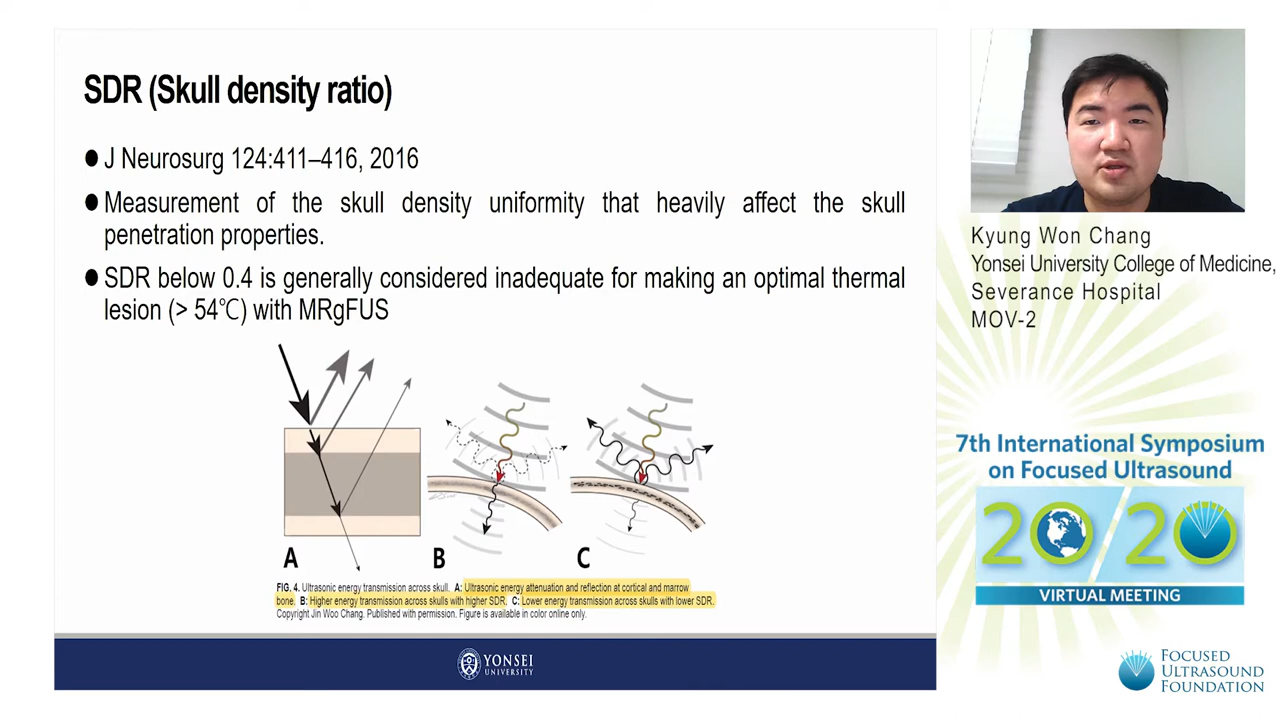 SDR (Skull density ratio)
● J Neurosurg 124:411–416, 2016
● Measurement of the skull density uniformity that heavily affect the skull
penetration properties.
● SDR below 0.4 is generally considered inadequate for making an optimal thermal
lesion (> 54℃) with MRgFUS
A
B
C
FIG. 4. Ultrasonic energy transmission across skull. A: Ultrasonic energy attenuation and reflection at cortical and marrow
bone. B: Higher energy transmission across skulls with higher SDR. C: Lower energy transmission across skulls with lower SDR.
Copyright Jin Woo Chang. Published with permission. Figure is available in color online only.
YONSEI
UNIVERSITY
Kyung Won Chang
Yonsei University College of Medicine,
Severance Hospital
MOV-2
7th International Symposium
on Focused Ultrasound
20/20
VIRTUAL MEETING
FOCUSED
ULTRASOUND
FOUNDATION